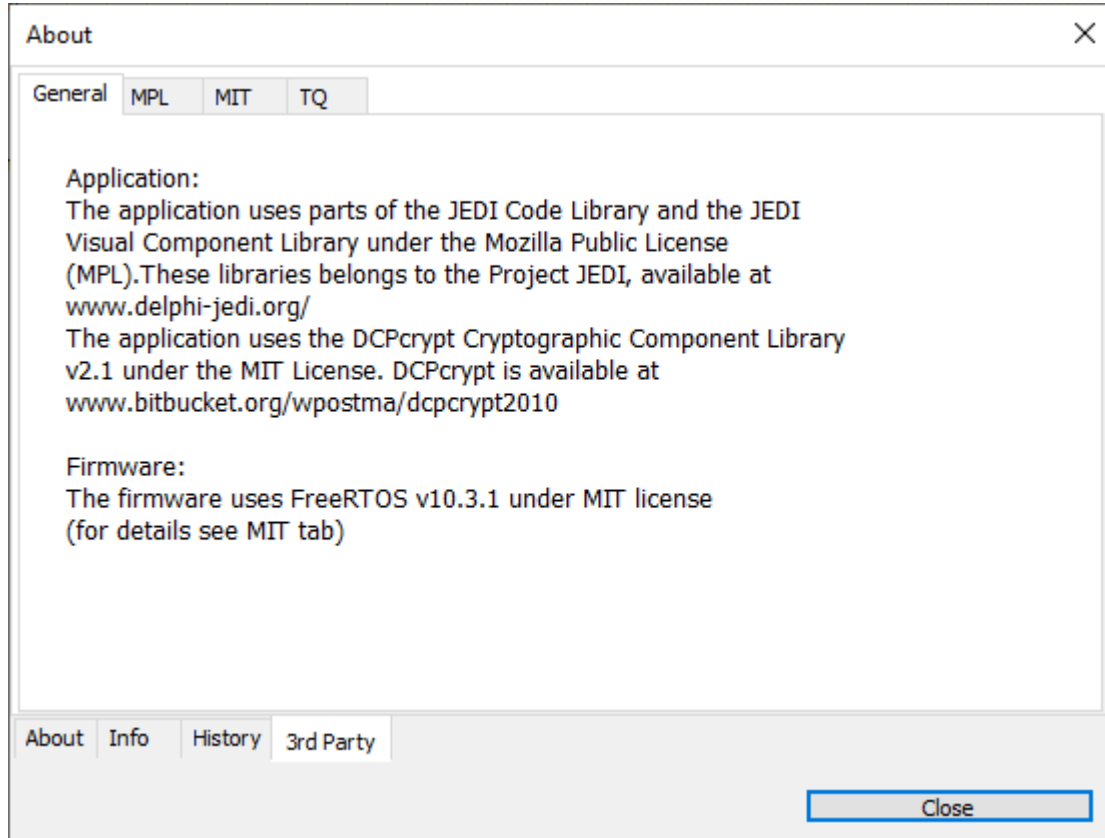 About
General MPL MIT TQ
Application:
The application uses parts of the JEDI Code Library and the JEDI
Visual Component Library under the Mozilla Public License
(MPL).These libraries belongs to the Project JEDI, available at
www.delphi-jedi.org/
The application uses the DCPcrypt Cryptographic Component Library
v2.1 under the MIT License. DCPcrypt is available at
www.bitbucket.org/wpostma/dcpcrypt2010
Firmware:
The firmware uses FreeRTOS v10.3.1 under MIT license
(for details see MIT tab)
About Info History 3rd Party
Close